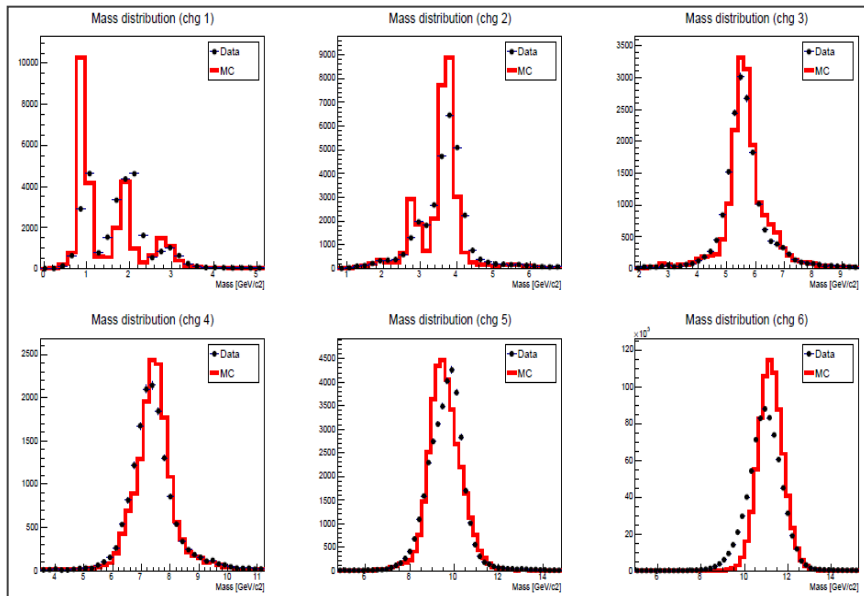 Mass distribution (chg 1)
Data
MC
10000
8000
6000
4000
2000
0
0 1 2 3 4 5
Mass [GeV/c2]
Mass distribution (chg 2)
Data
MC
9000
8000
7000
6000
5000
4000
3000
2000
1000
0
1 2 3 4 5 6
Mass [GeV/c2]
Mass distribution (chg 3)
Data
MC
3500
3000
2500
2000
1500
1000
500
0
2 3 4 5 6 7 8 9
Mass [GeV/c2]
Mass distribution (chg 4)
Data
MC
2500
2000
1500
1000
500
0
4 5 6 7 8 9 10 11
Mass [GeV/c2]
Mass distribution (chg 5)
Data
MC
4500
4000
3500
3000
2500
2000
1500
1000
500
0
6 8 10 12 14
Mass [GeV/c2]
Mass distribution (chg 6)
×10³
Data
MC
120
100
80
60
40
20
0
6 8 10 12 14
Mass [GeV/c2]